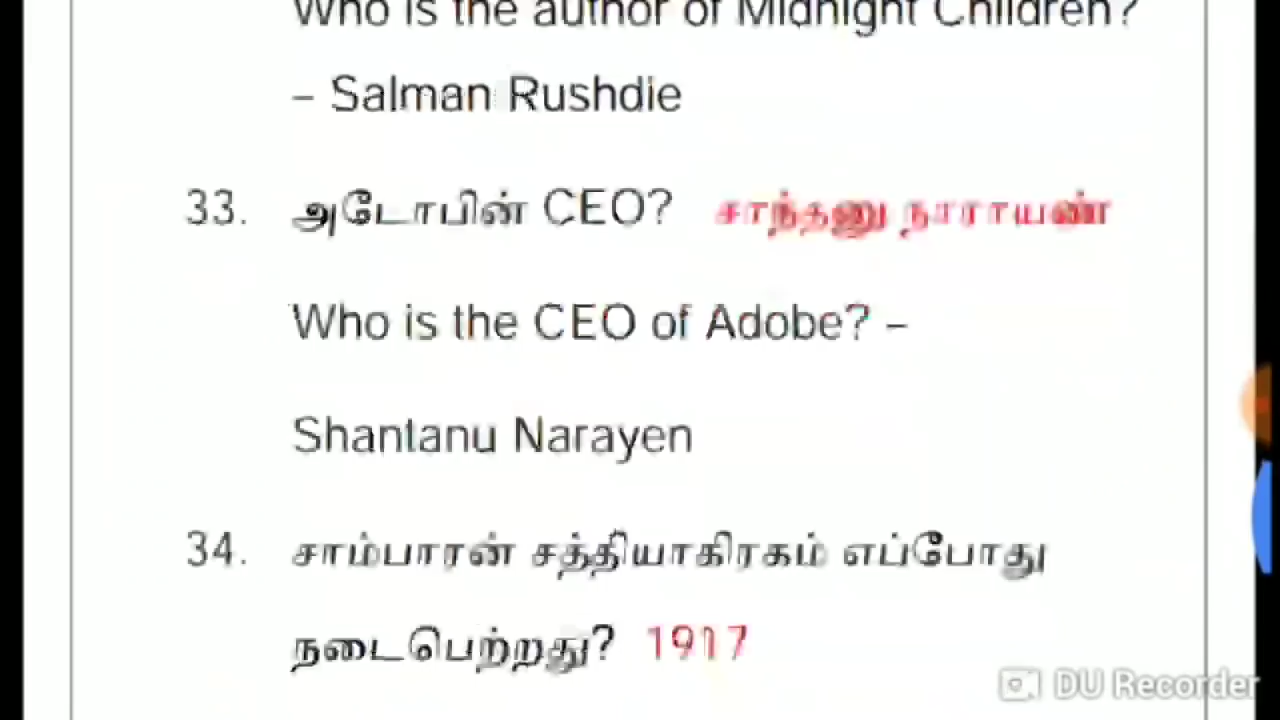 Who is the author of Midnight Children?
– Salman Rushdie
33. அடோபின் CEO? சாந்தனு நாராயண்
Who is the CEO of Adobe? –
Shantanu Narayen
34. சாம்பாரன் சத்தியாகிரகம் எப்போது
நடைபெற்றது? 1917
DU Recorder